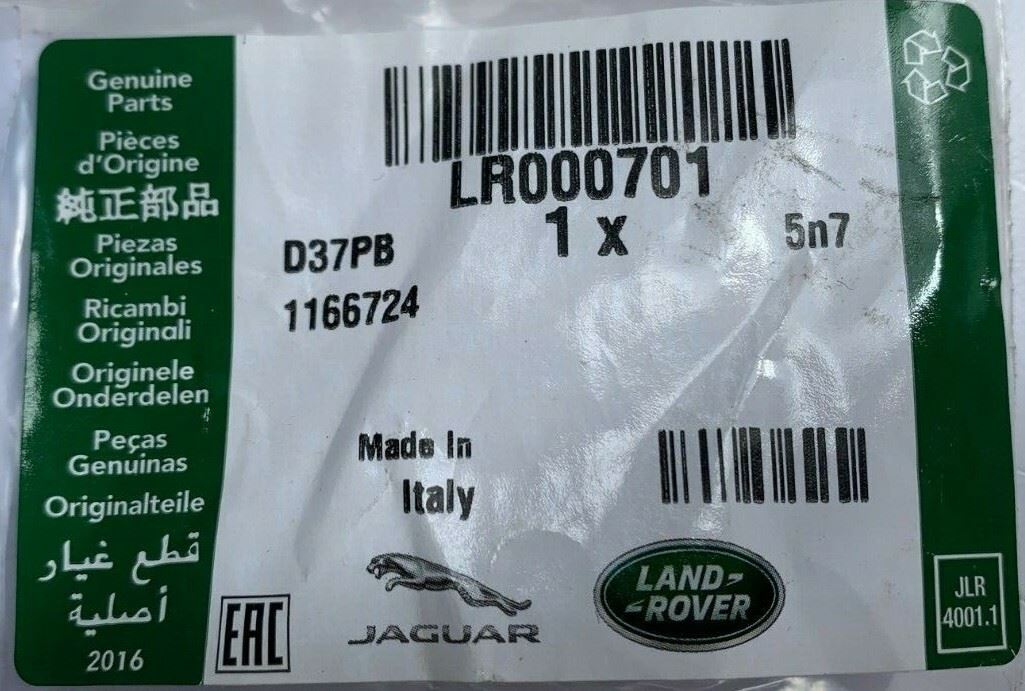 Genuine
Parts
Pièces
d'Origine
純正部品
Piezas
Originales
Ricambi
Originali
Originele
Onderdelen
Peças
Genuinas
Originalteile
قطع غيار
أصلية
2016
LR000701
1 x
5n7
D37PB
1166724
Made In
Italy
EAC
JAGUAR
LAND-
-ROVER
JLR
4001.1